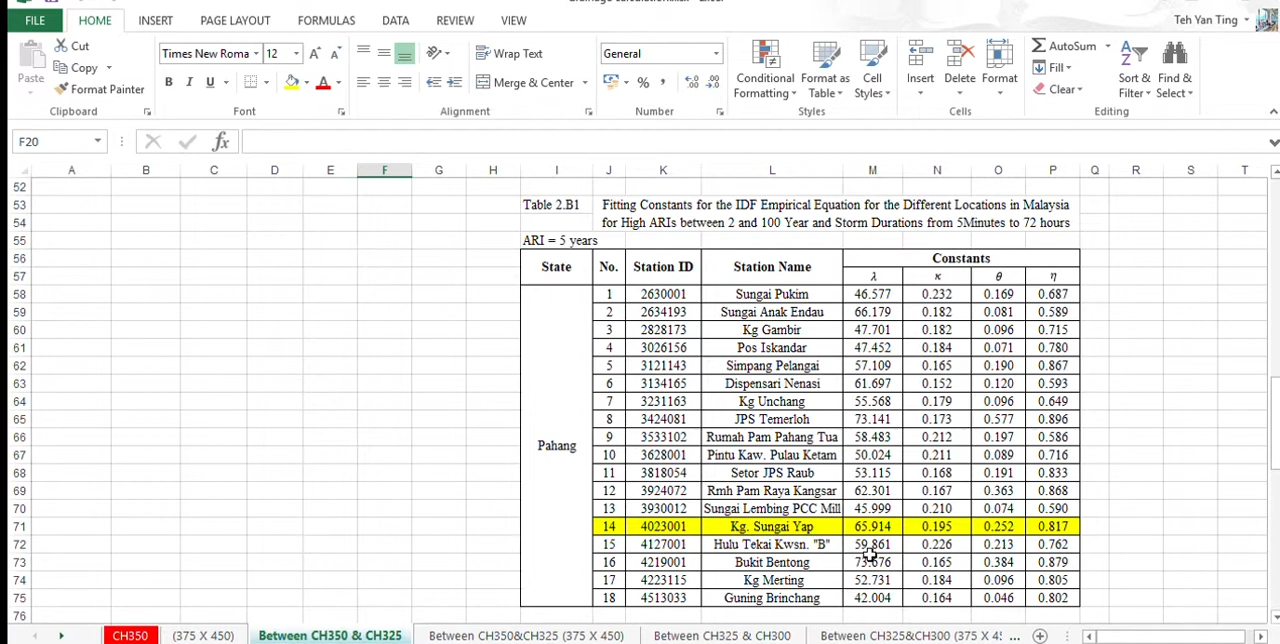 Teh Yan Ting
FILE HOME INSERT PAGE LAYOUT FORMULAS DATA REVIEW VIEW
Paste
Cut
Copy
Format Painter
Clipboard
Times New Roma 12
B I U
Font
Wrap Text
Merge & Center
Alignment
General
Number
Conditional Formatting
Format as Table
Cell Styles
Styles
Insert Delete Format
Cells
AutoSum
Fill
Clear
Sort & Filter
Find & Select
Editing
F20
A B C D E F G H I J K L M N O P Q R S T
52
53 Table 2.B1 Fitting Constants for the IDF Empirical Equation for the Different Locations in Malaysia
54 for High ARIs between 2 and 100 Year and Storm Durations from 5Minutes to 72 hours
55 ARI = 5 years
56 State No. Station ID Station Name Constants
57 λ κ θ η
58 1 2630001 Sungai Pukim 46.577 0.232 0.169 0.687
59 2 2634193 Sungai Anak Endau 66.179 0.182 0.081 0.589
60 3 2828173 Kg Gambir 47.701 0.182 0.096 0.715
61 4 3026156 Pos Iskandar 47.452 0.184 0.071 0.780
62 5 3121143 Simpang Pelangai 57.109 0.165 0.190 0.867
63 6 3134165 Dispensari Nenasi 61.697 0.152 0.120 0.593
64 7 3231163 Kg Unchang 55.568 0.179 0.096 0.649
65 8 3424081 JPS Temerloh 73.141 0.173 0.577 0.896
66 9 3533102 Rumah Pam Pahang Tua 58.483 0.212 0.197 0.586
Pahang
67 10 3628001 Pintu Kaw. Pulau Ketam 50.024 0.211 0.089 0.716
68 11 3818054 Setor JPS Raub 53.115 0.168 0.191 0.833
69 12 3924072 Rmh Pam Raya Kangsar 62.301 0.167 0.363 0.868
70 13 3930012 Sungai Lembing PCC Mill 45.999 0.210 0.074 0.590
71 14 4023001 Kg. Sungai Yap 65.914 0.195 0.252 0.817
72 15 4127001 Hulu Tekai Kwsn. "B" 59.861 0.226 0.213 0.762
73 16 4219001 Bukit Bentong 73.676 0.165 0.384 0.879
74 17 4223115 Kg Merting 52.731 0.184 0.096 0.805
75 18 4513033 Guning Brinchang 42.004 0.164 0.046 0.802
76
CH350 (375 X 450) Between CH350 & CH325 Between CH350&CH325 (375 X 450) Between CH325 & CH300 Between CH325&CH300 (375 X 4! ...